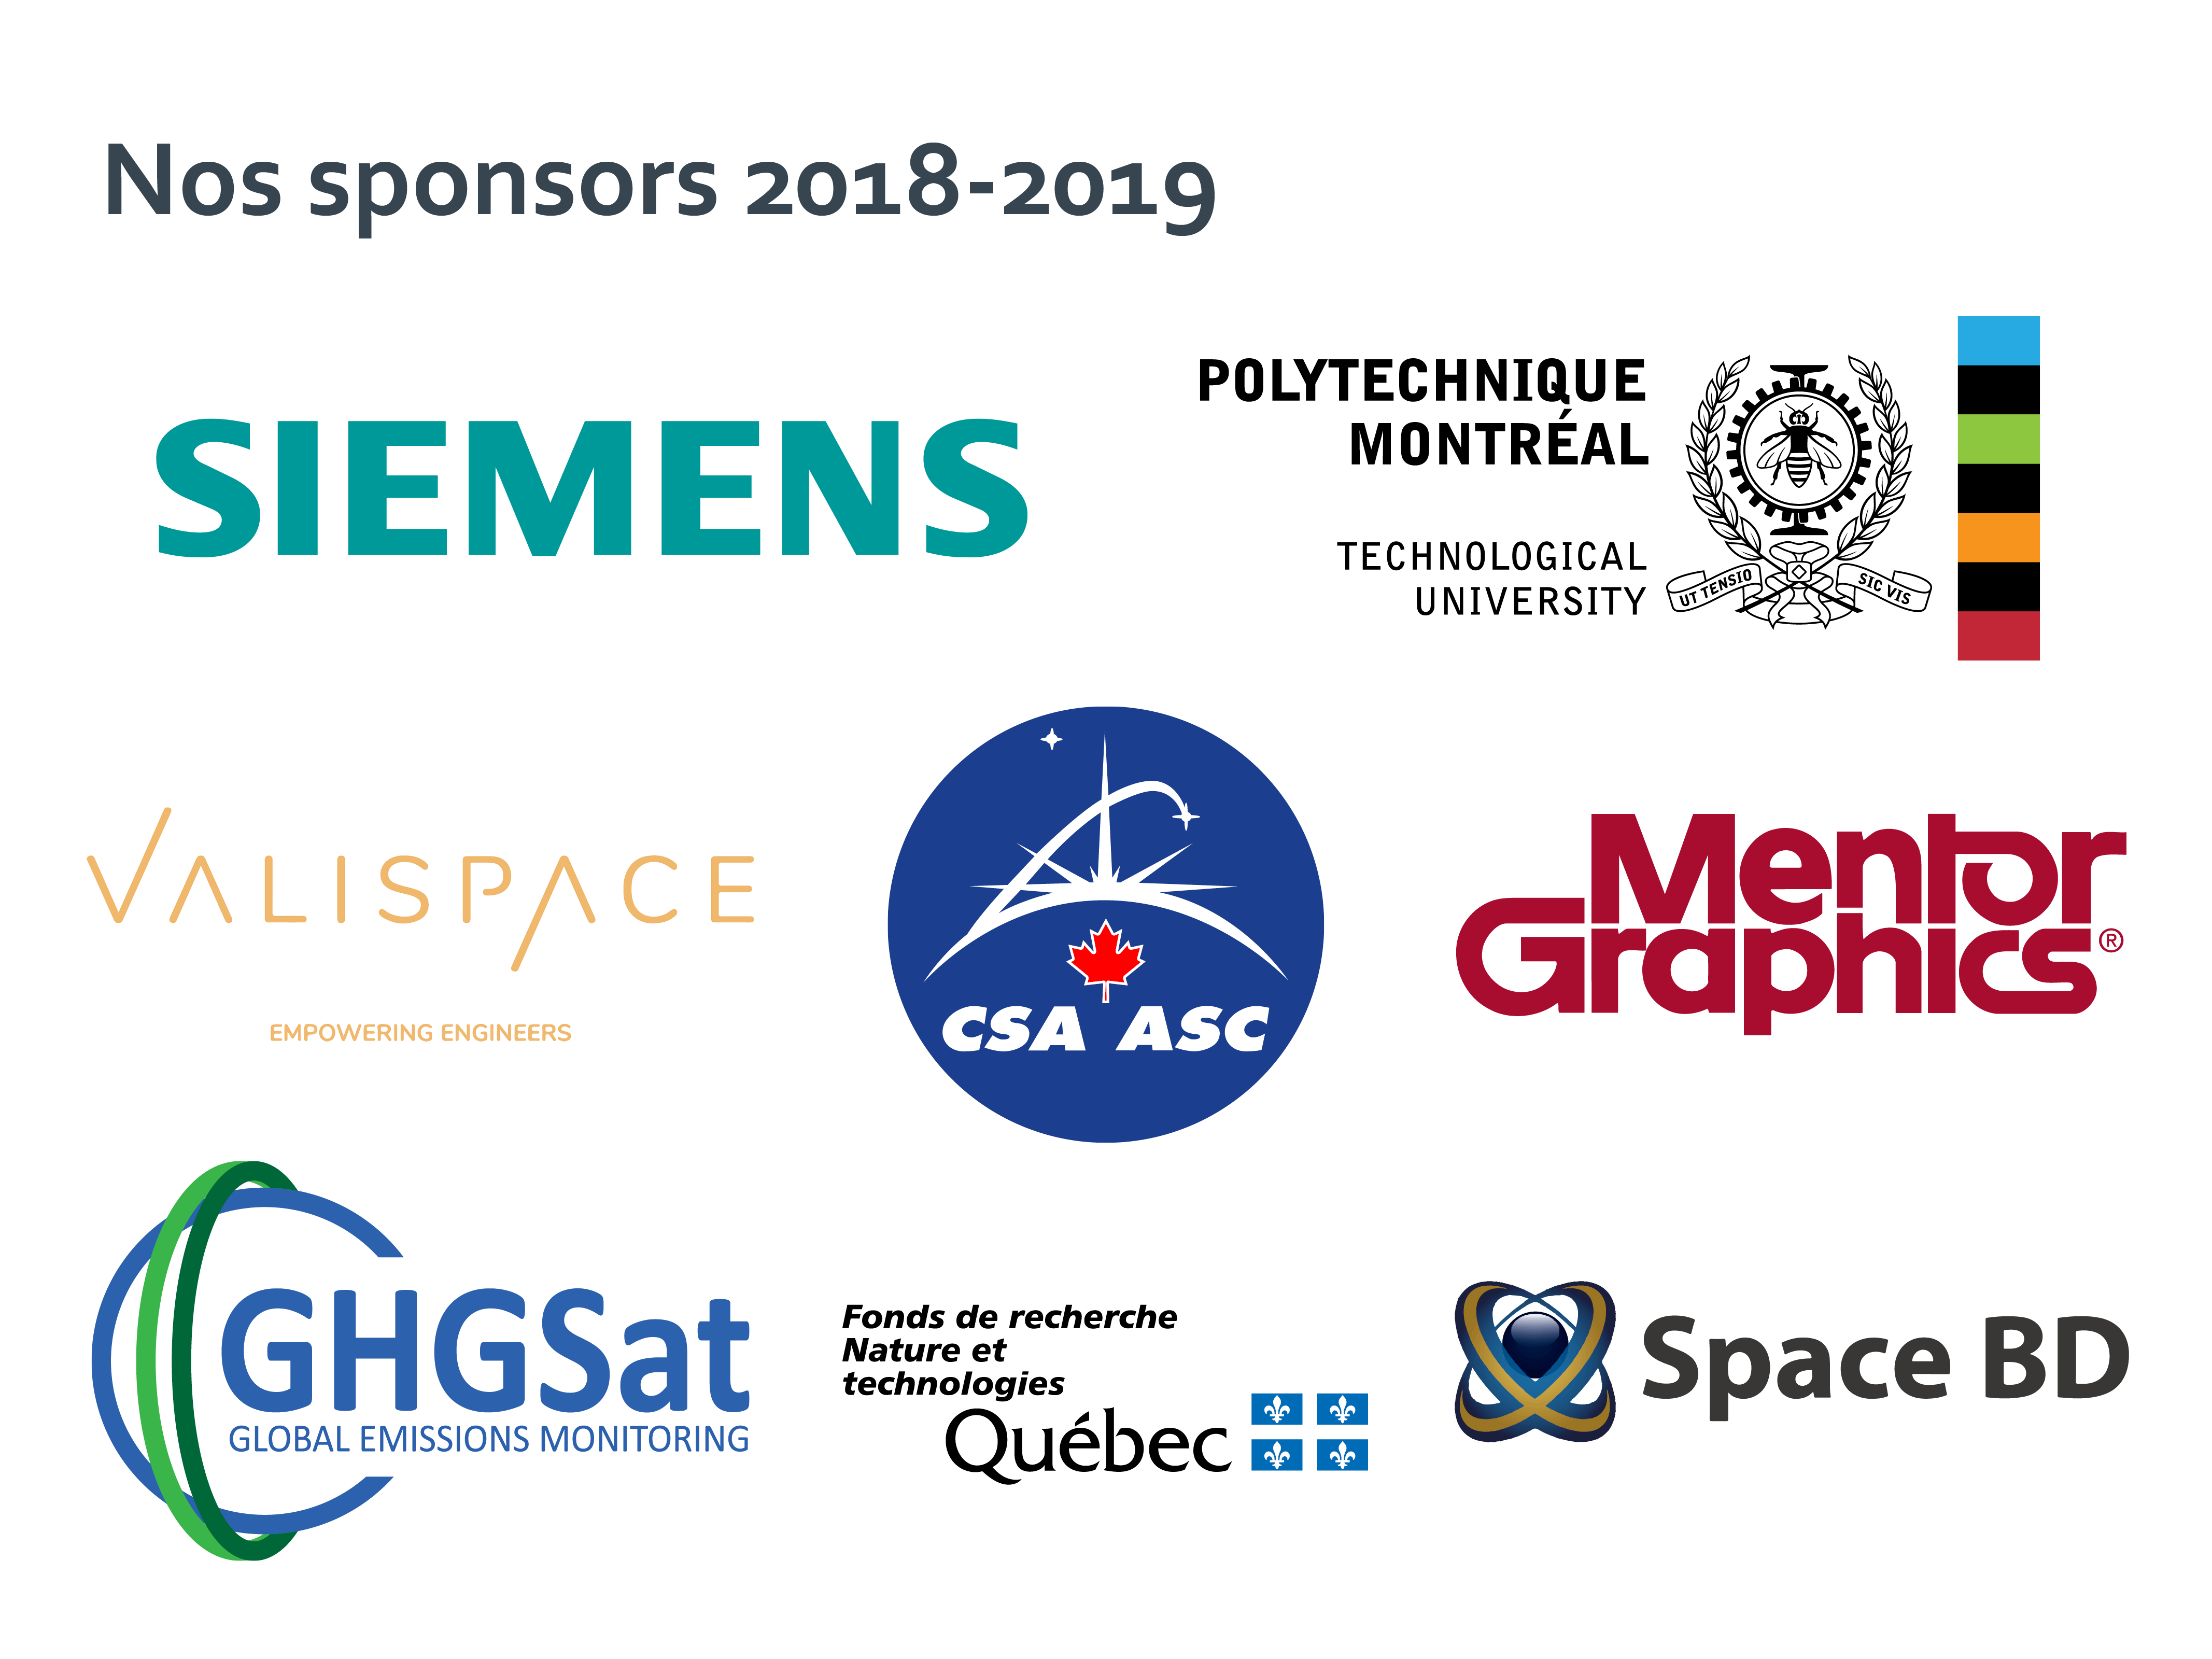 Nos sponsors 2018-2019
SIEMENS
POLYTECHNIQUE
MONTRÉAL
TECHNOLOGICAL
UNIVERSITY
UT TENSIO
SIC VIS
VALISPACE
EMPOWERING ENGINEERS
CSA ASC
Mentor
Graphics®
GHGSat
GLOBAL EMISSIONS MONITORING
Fonds de recherche
Nature et
technologies
Québec
Space BD